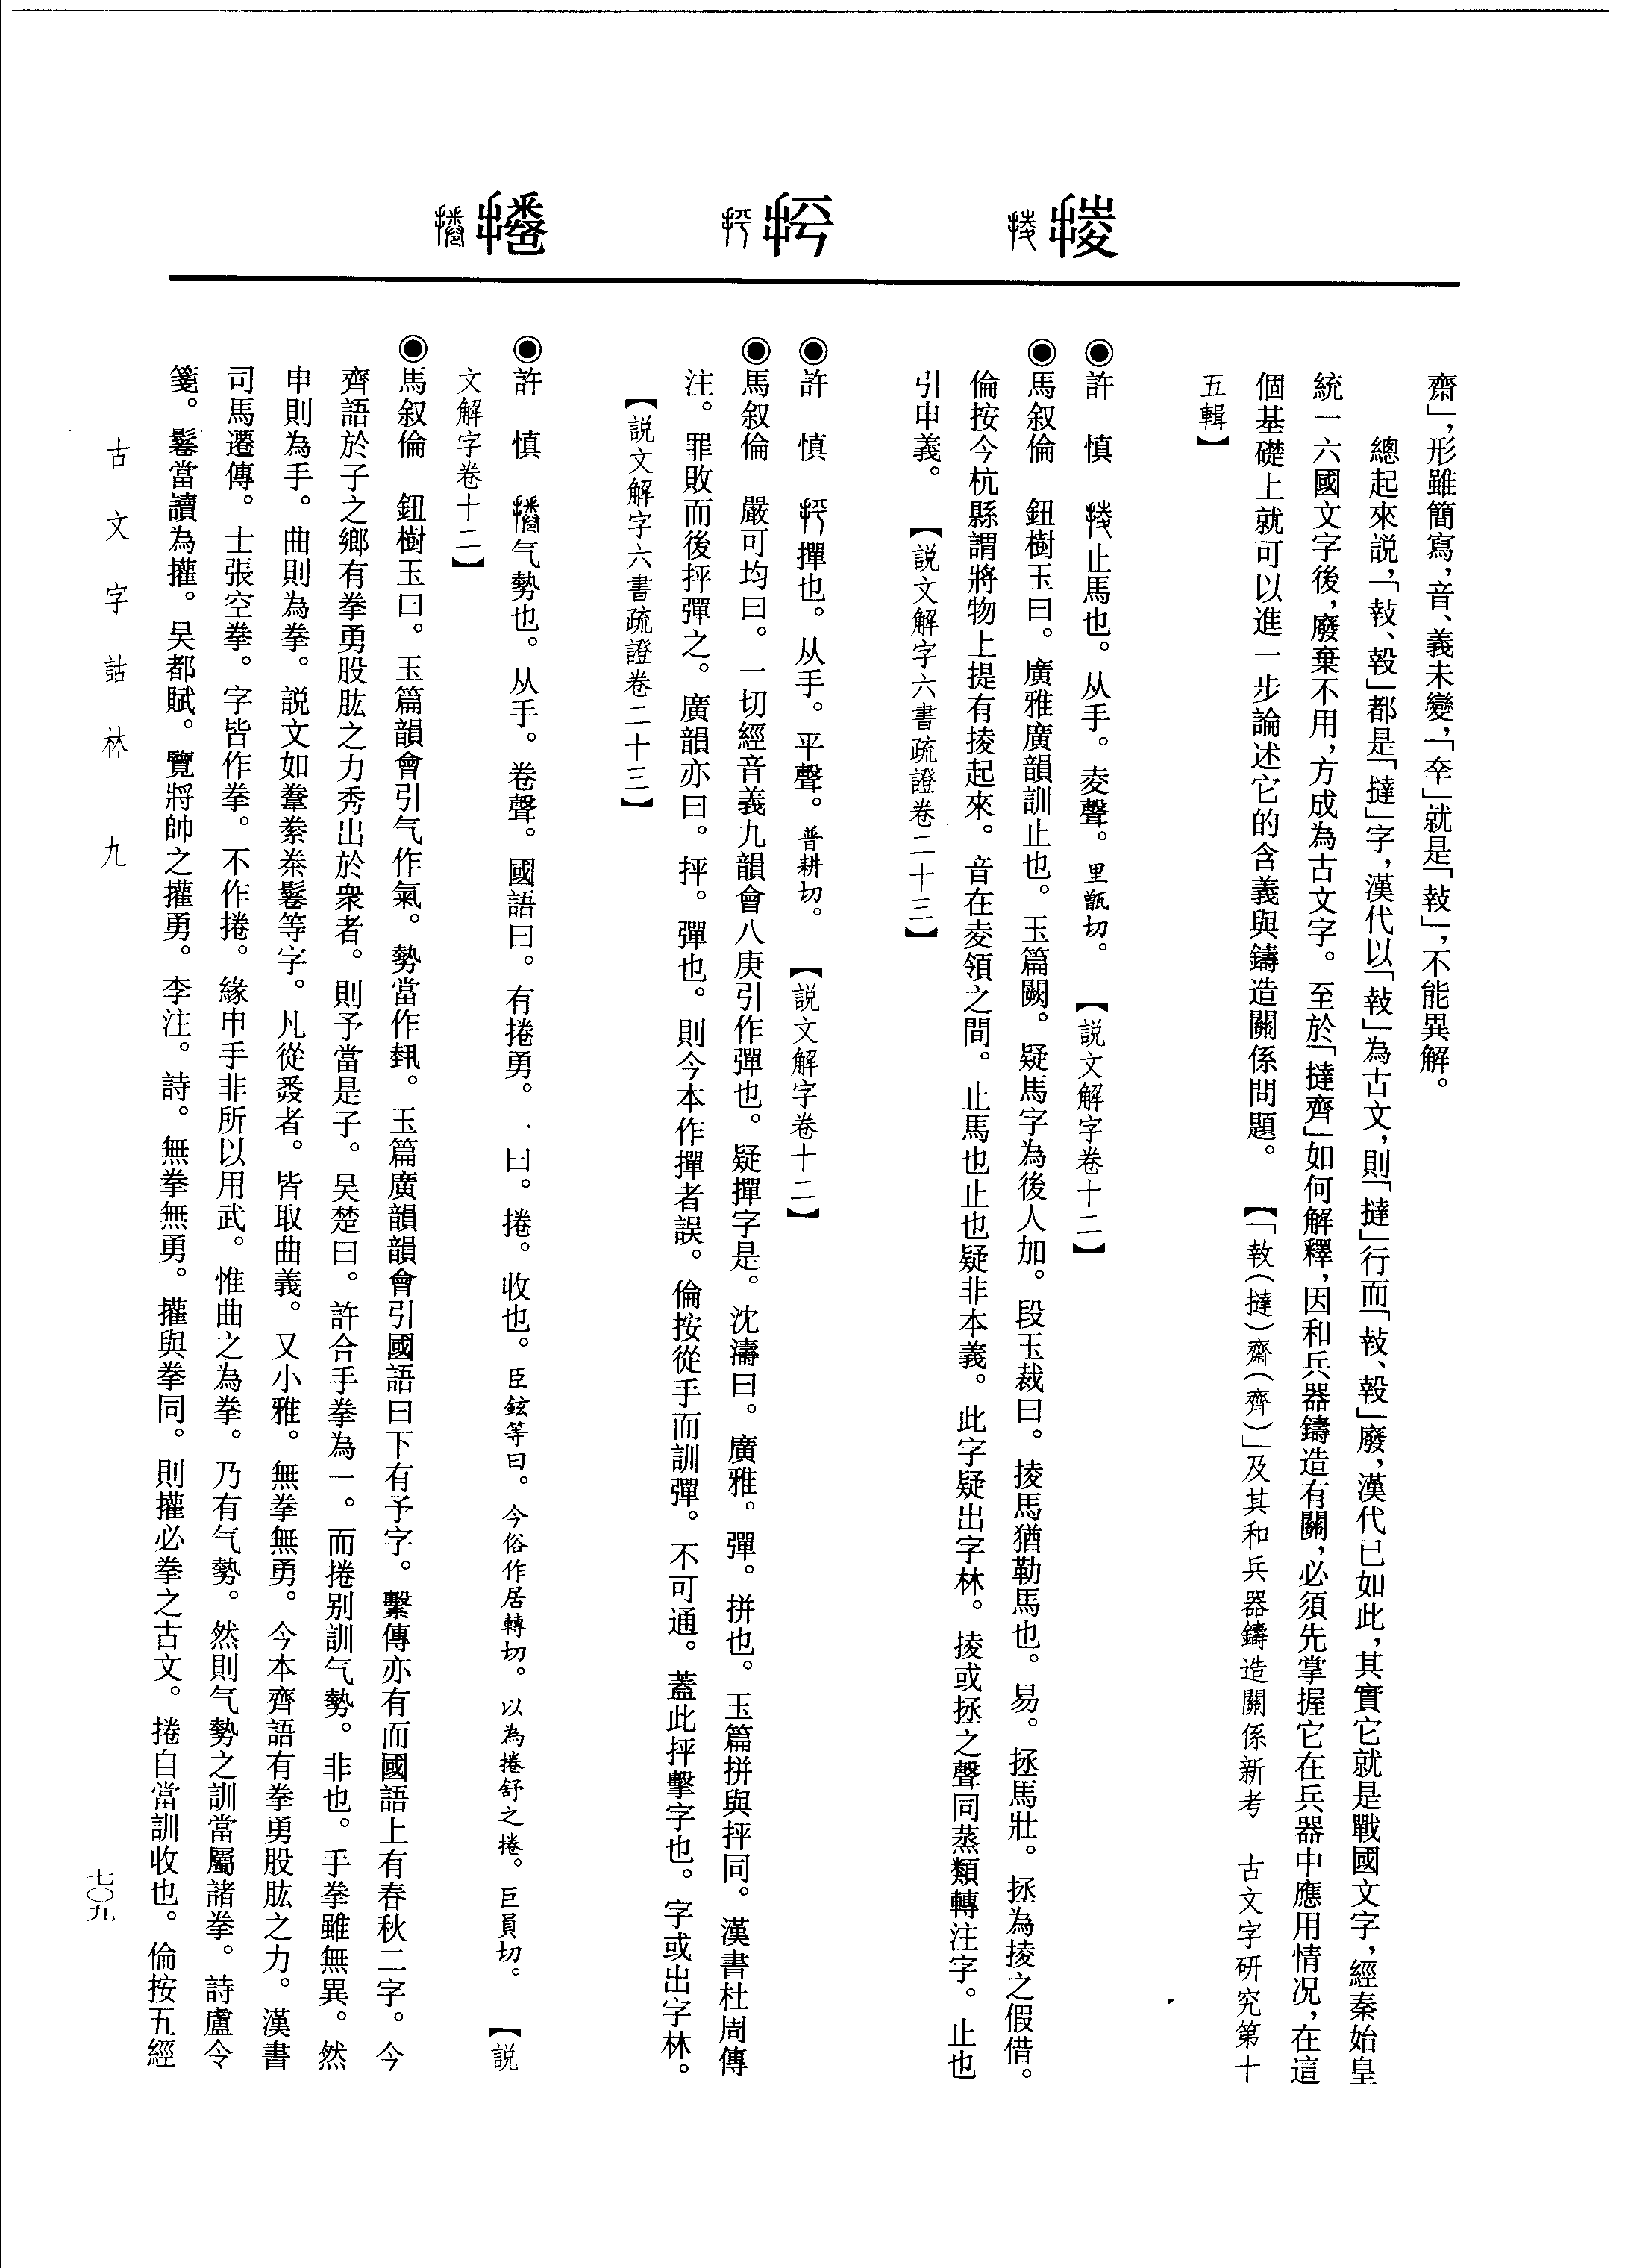 齋」，形雖簡寫，音、義未變，「㚔」就是「㪃」，不能異解。
總起來説，「㪃、㲉」都是「撻」字，漢代以「㪃」為古文，則「撻」行而「㪃、㲉」廢，漢代已如此，其實它就是戰國文字，經秦始皇
統一六國文字後，廢棄不用，方成為古文字。至於「撻齊」如何解釋，因和兵器鑄造有關，必須先掌握它在兵器中應用情况，在這
個基礎上就可以進一步論述它的含義與鑄造關係問題。　【「㪃（撻）齋（齊）」及其和兵器鑄造關係新考　古文字研究第十
五輯】
掕
◉許　慎　掕止馬也。从手。夌聲。里甑切。　【説文解字卷十二】
◉馬叙倫　鈕樹玉曰。廣雅廣韻訓止也。玉篇闕。疑馬字為後人加。段玉裁曰。掕馬猶勒馬也。易。拯馬壯。拯為掕之假借。
倫按今杭縣謂將物上提有掕起來。音在夌領之間。止馬也止也疑非本義。此字疑出字林。掕或拯之聲同蒸類轉注字。止也
引申義。　【説文解字六書疏證卷二十三】
抨
◉許　慎　抨撣也。从手。平聲。普耕切。　【説文解字卷十二】
◉馬叙倫　嚴可均曰。一切經音義九韻會八庚引作彈也。疑撣字是。沈濤曰。廣雅。彈。拼也。玉篇拼與抨同。漢書杜周傳
注。罪敗而後抨彈之。廣韻亦曰。抨。彈也。則今本作撣者誤。倫按從手而訓彈。不可通。蓋此抨擊字也。字或出字林。
【説文解字六書疏證卷二十三】
捲
◉許　慎　捲气勢也。从手。卷聲。國語曰。有捲勇。一曰。捲。收也。臣鉉等曰。今俗作居轉切。以為捲舒之捲。巨員切。　【説
文解字卷十二】
◉馬叙倫　鈕樹玉曰。玉篇韻會引气作氣。勢當作埶。玉篇廣韻韻會引國語曰下有予字。繫傳亦有而國語上有春秋二字。今
齊語於子之鄉有拳勇股肱之力秀出於衆者。則予當是子。吴楚曰。許合手拳為一。而捲别訓气勢。非也。手拳雖無異。然
申則為手。曲則為拳。説文如豢絭桊鬈等字。凡從𢍏者。皆取曲義。又小雅。無拳無勇。今本齊語有拳勇股肱之力。漢書
司馬遷傳。士張空拳。字皆作拳。不作捲。緣申手非所以用武。惟曲之為拳。乃有气勢。然則气勢之訓當屬諸拳。詩盧令
箋。鬈當讀為攉。吴都賦。覽將帥之攉勇。李注。詩。無拳無勇。攉與拳同。則攉必拳之古文。捲自當訓收也。倫按五經
古文字詁林　九
七〇九